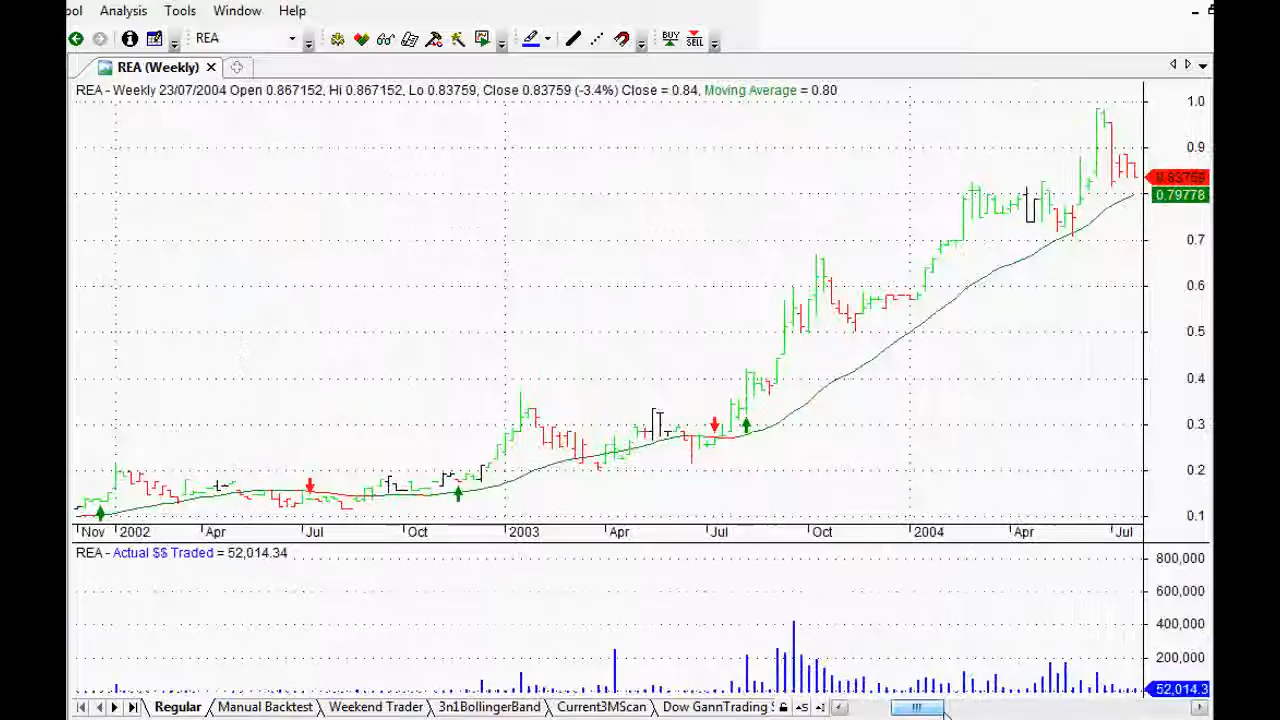 ool Analysis Tools Window Help
REA BUY SELL
REA (Weekly)
REA - Weekly 23/07/2004 Open 0.867152, Hi 0.867152, Lo 0.83759, Close 0.83759 (-3.4%) Close = 0.84, Moving Average = 0.80
1.0
0.9
0.83759
0.79778
0.7
0.6
0.5
0.4
0.3
0.2
0.1
Nov 2002 Apr Jul Oct 2003 Apr Jul Oct 2004 Apr Jul
REA - Actual $$ Traded = 52,014.34
800,000
600,000
400,000
200,000
52,014.3
Regular Manual Backtest Weekend Trader 3n1BollingerBand Current3MScan Dow GannTrading